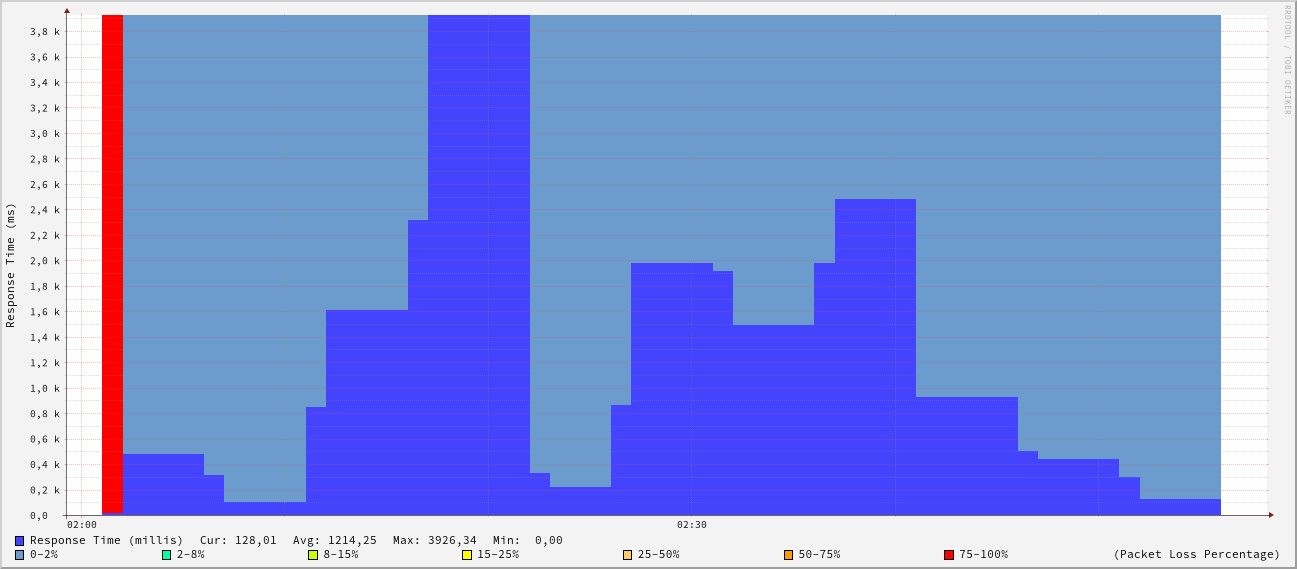 RRDTOOL / TOBI OETIKER
Response Time (ms)
3,8 k
3,6 k
3,4 k
3,2 k
3,0 k
2,8 k
2,6 k
2,4 k
2,2 k
2,0 k
1,8 k
1,6 k
1,4 k
1,2 k
1,0 k
0,8 k
0,6 k
0,4 k
0,2 k
0,0
02:00 02:30
Response Time (millis) Cur: 128,01 Avg: 1214,25 Max: 3926,34 Min: 0,00
0-2% 2-8% 8-15% 15-25% 25-50% 50-75% 75-100% (Packet Loss Percentage)